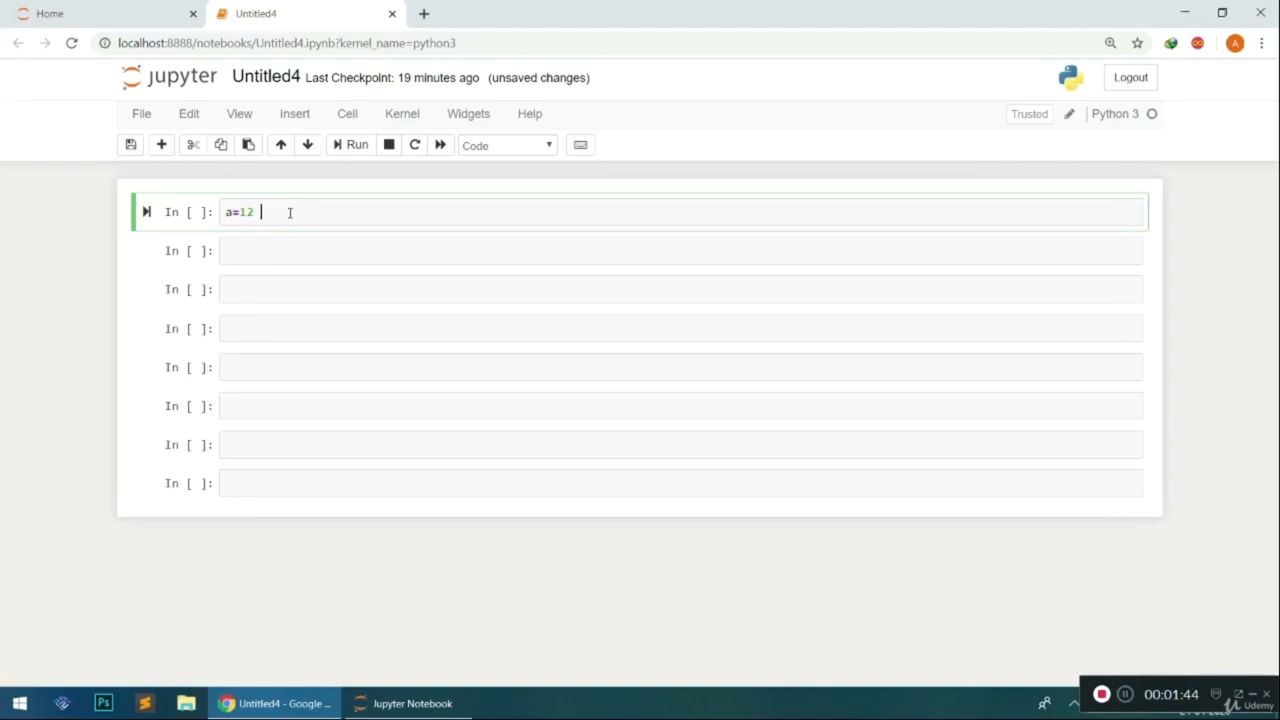 Home
Untitled4
localhost:8888/notebooks/Untitled4.ipynb?kernel_name=python3
A
jupyter Untitled4 Last Checkpoint: 19 minutes ago (unsaved changes)
Logout
File Edit View Insert Cell Kernel Widgets Help
Trusted Python 3
Run Code
In [ ]: a=12
In [ ]:
In [ ]:
In [ ]:
In [ ]:
In [ ]:
In [ ]:
In [ ]:
Ps Untitled4 - Google ... Jupyter Notebook
00:01:44
Udemy